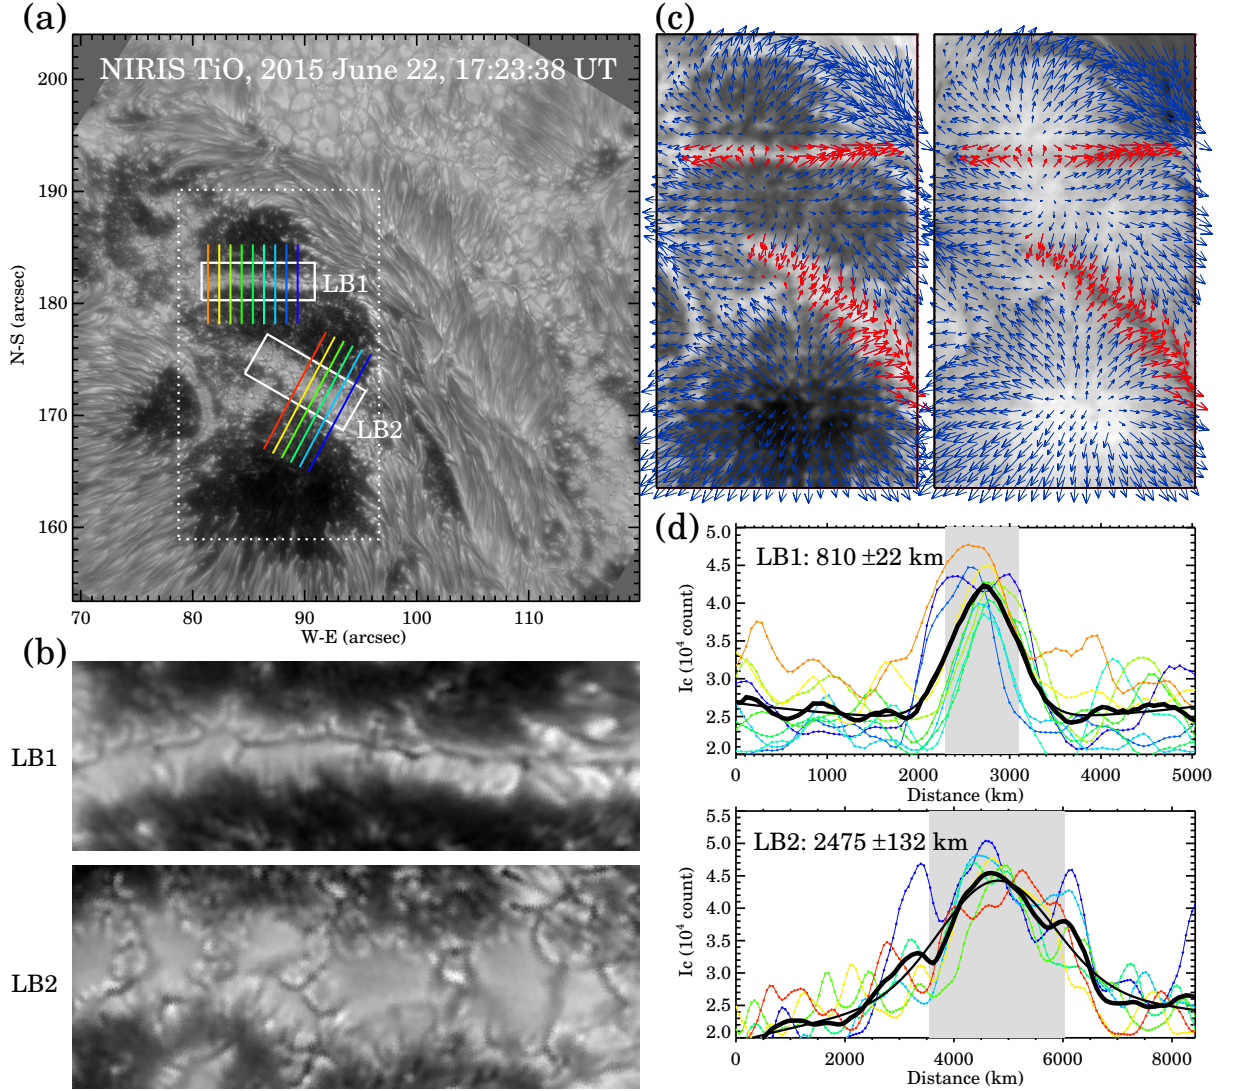 (a)
NIRIS TiO, 2015 June 22, 17:23:38 UT
200
190
180
170
160
N-S (arcsec)
LB1
LB2
70 80 90 100 110
W-E (arcsec)
(b)
LB1
LB2
(c)
(d)
LB1: 810 ±22 km
5.0
4.5
4.0
3.5
3.0
2.5
2.0
Ic (10⁴ count)
0 1000 2000 3000 4000 5000
Distance (km)
LB2: 2475 ±132 km
5.5
5.0
4.5
4.0
3.5
3.0
2.5
2.0
Ic (10⁴ count)
0 2000 4000 6000 8000
Distance (km)